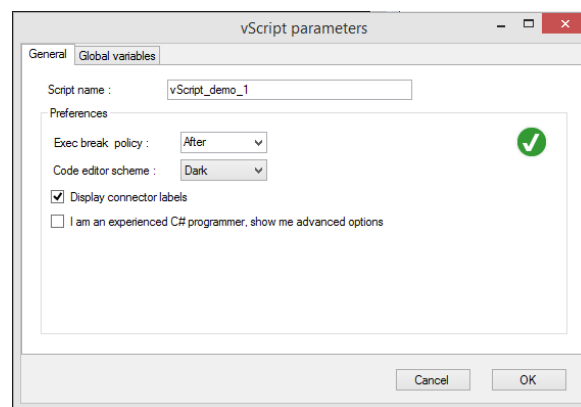 vScript parameters
General Global variables
Script name : vScript_demo_1
Preferences
Exec break policy : After
Code editor scheme : Dark
Display connector labels
I am an experienced C# programmer, show me advanced options
Cancel OK